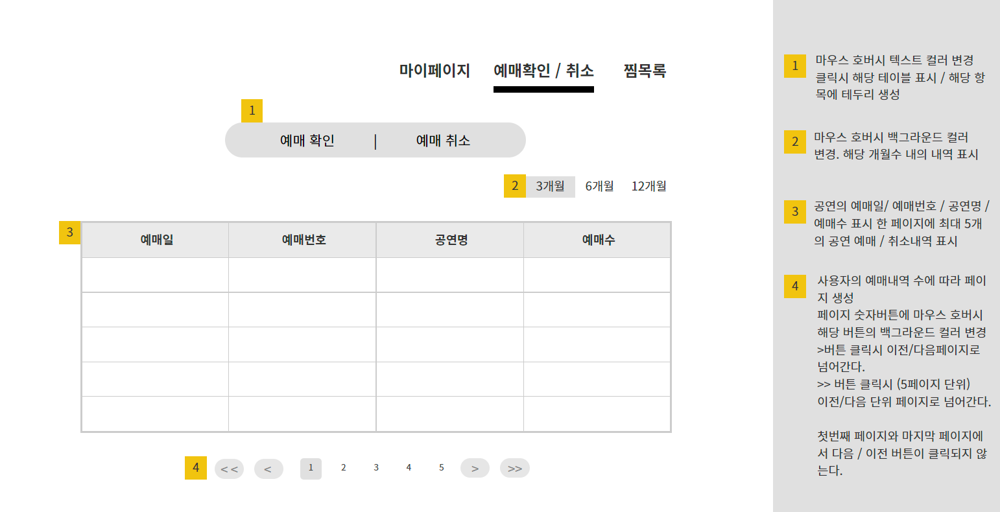 마이페이지 예매확인 / 취소 찜목록
1
예매 확인 | 예매 취소
2 3개월 6개월 12개월
3
예매일 예매번호 공연명 예매수
4 << < 1 2 3 4 5 > >>
1
마우스 호버시 텍스트 컬러 변경
클릭시 해당 테이블 표시 / 해당 항
목에 테두리 생성
2
마우스 호버시 백그라운드 컬러
변경. 해당 개월수 내의 내역 표시
3
공연의 예매일/ 예매번호 / 공연명 /
예매수 표시 한 페이지에 최대 5개
의 공연 예매 / 취소내역 표시
4
사용자의 예매내역 수에 따라 페이
지 생성
페이지 숫자버튼에 마우스 호버시
해당 버튼의 백그라운드 컬러 변경
>버튼 클릭시 이전/다음페이지로
넘어간다.
>> 버튼 클릭시 (5페이지 단위)
이전/다음 단위 페이지로 넘어간다.
첫번째 페이지와 마지막 페이지에
서 다음 / 이전 버튼이 클릭되지 않
는다.